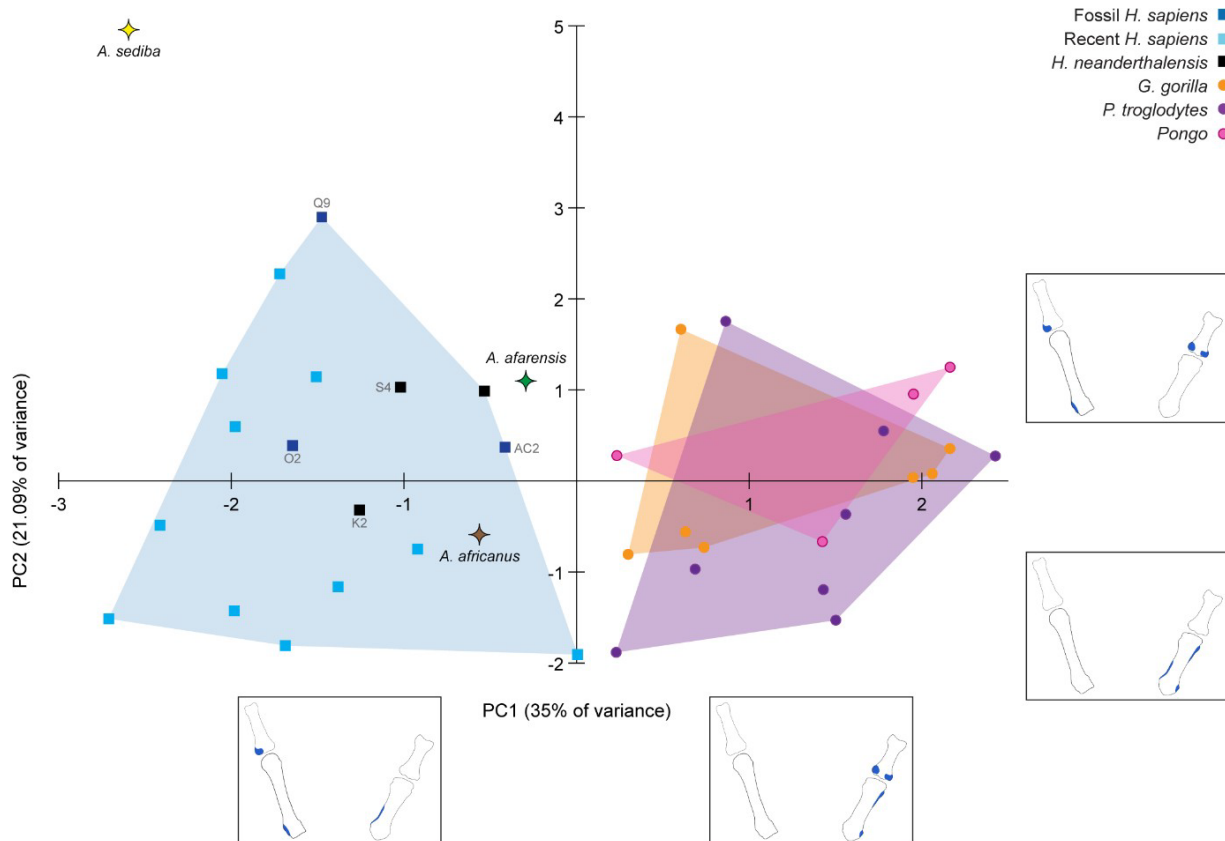 Fossil H. sapiens
Recent H. sapiens
H. neanderthalensis
G. gorilla
P. troglodytes
Pongo
A. sediba
5
4
3
Q9
2
A. afarensis
S4
1
O2
AC2
-3
-2
-1
1
2
K2
A. africanus
-1
-2
PC2 (21.09% of variance)
PC1 (35% of variance)